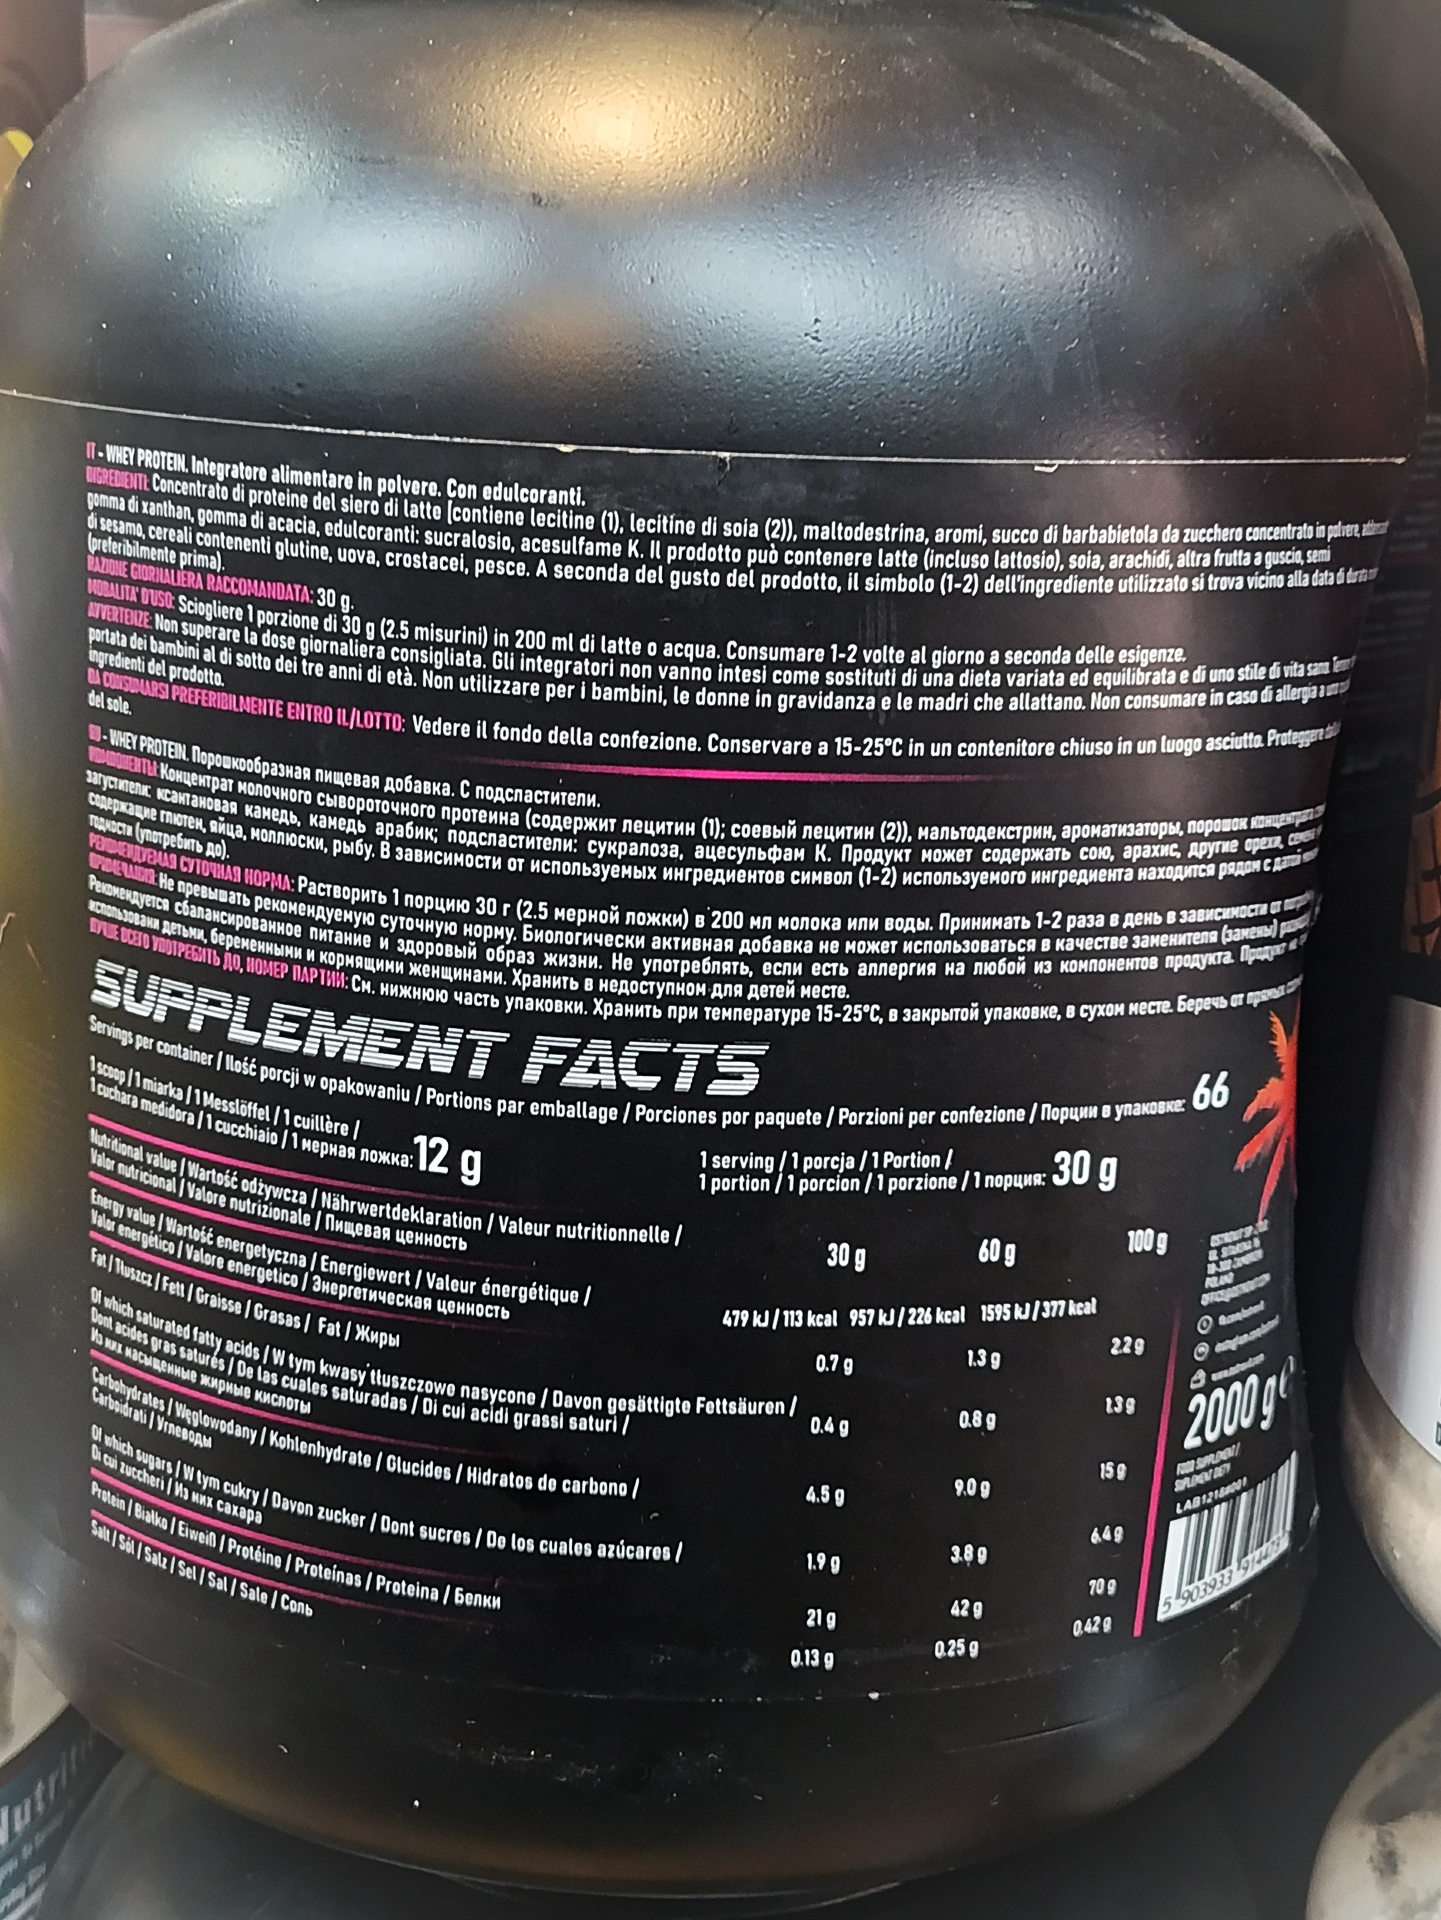 IT - WHEY PROTEIN. Integratore alimentare in polvere. Con edulcoranti.
INGREDIENTI: Concentrato di proteine del siero di latte [contiene lecitine (1), lecitine di soia (2)), maltodestrina, aromi, succo di barbabietola da zucchero concentrato in polvere,
gomma di xanthan, gomma di acacia, edulcoranti: sucralosio, acesulfame K. Il prodotto può contenere latte (incluso lattosio), soia, arachidi, altra frutta a guscio, semi
di sesamo, cereali contenenti glutine, uova, crostacei, pesce. A seconda del gusto del prodotto, il simbolo (1-2) dell'ingrediente utilizzato si trova vicino alla data di
(preferibilmente prima).
RAZIONE GIORNALIERA RACCOMANDATA: 30 g.
MODALITA' D'USO: Sciogliere 1 porzione di 30 g (2.5 misurini) in 200 ml di latte o acqua. Consumare 1-2 volte al giorno a seconda delle esigenze.
AVVERTENZE: Non superare la dose giornaliera consigliata. Gli integratori non vanno intesi come sostituti di una dieta variata ed equilibrata e di uno stile di vita sano.
portata dei bambini al di sotto dei tre anni di età. Non utilizzare per i bambini, le donne in gravidanza e le madri che allattano. Non consumare in caso di allergia a
ingredienti del prodotto.
DA CONSUMARSI PREFERIBILMENTE ENTRO IL/LOTTO: Vedere il fondo della confezione. Conservare a 15-25°C in un contenitore chiuso in un luogo asciutto. Proteggere
del sole.
RU - WHEY PROTEIN. Порошкообразная пищевая добавка. С подсластители.
КОМПОНЕНТЫ: Концентрат молочного сывороточного протеина (содержит лецитин (1); соевый лецитин (2)), мальтодекстрин, ароматизаторы, порошок
загустители: ксантановая камедь, камедь арабик; подсластители: сукралоза, ацесульфам К. Продукт может содержать сою, арахис, другие орехи,
содержащие глютен, яйца, моллюски, рыбу. В зависимости от используемых ингредиентов символ (1-2) используемого ингредиента находится рядом с датой
годности (употребить до).
РЕКОМЕНДУЕМАЯ СУТОЧНАЯ НОРМА: Растворить 1 порцию 30 г (2.5 мерной ложки) в 200 мл молока или воды. Принимать 1-2 раза в день в зависимости от
ПРИМЕЧАНИЯ: Не превышать рекомендуемую суточную норму. Биологически активная добавка не может использоваться в качестве заменителя (замены)
Рекомендуется сбалансированное питание и здоровый образ жизни. Не употреблять, если есть аллергия на любой из компонентов продукта. Продукт
использовани детьми, беременными и кормящими женщинами. Хранить в недоступном для детей месте.
ЛУЧШЕ ВСЕГО УПОТРЕБИТЬ ДО, НОМЕР ПАРТИИ: См. нижнюю часть упаковки. Хранить при температуре 15-25°C, в закрытой упаковке, в сухом месте. Беречь от прямых
SUPPLEMENT FACTS
Servings per container / Ilość porcji w opakowaniu / Portions par emballage / Porciones por paquete / Porzioni per confezione / Порции в упаковке: 66
1 scoop / 1 miarka / 1 Messlöffel / 1 cuillère /
1 cuchara medidora / 1 cucchiaio / 1 мерная ложка: 12 g
1 serving / 1 porcja / 1 Portion /
1 portion / 1 porcion / 1 porzione / 1 порция: 30 g
Nutritional value / Wartość odżywcza / Nährwertdeklaration / Valeur nutritionnelle /
Valor nutricional / Valore nutrizionale / Пищевая ценность
30 g 60 g 100 g
Energy value / Wartość energetyczna / Energiewert / Valeur énergétique /
Valor energético / Valore energetico / Энергетическая ценность
479 kJ / 113 kcal 957 kJ / 226 kcal 1595 kJ / 377 kcal
Fat / Tłuszcz / Fett / Graisse / Grasas / Fat / Жиры
0.7 g 1.3 g 2.2 g
Of which saturated fatty acids / W tym kwasy tłuszczowe nasycone / Davon gesättigte Fettsäuren /
Dont acides gras saturés / De las cuales saturadas / Di cui acidi grassi saturi /
Из них насыщенные жирные кислоты
0.4 g 0.8 g 1.3 g
Carbohydrates / Węglowodany / Kohlenhydrate / Glucides / Hidratos de carbono /
Carboidrati / Углеводы
4.5 g 9.0 g 15 g
Of which sugars / W tym cukry / Davon zucker / Dont sucres / De los cuales azúcares /
Di cui zuccheri / Из них сахара
1.9 g 3.8 g 6.4 g
Protein / Białko / Eiweiß / Protéine / Proteínas / Proteina / Белки
21 g 42 g 70 g
Salt / Sól / Salz / Sel / Sal / Sale / Соль
0.13 g 0.25 g 0.42 g
POLAND
2000 g
FOOD SUPPLEMENT /
SUPLEMENT DIETY
5 903933